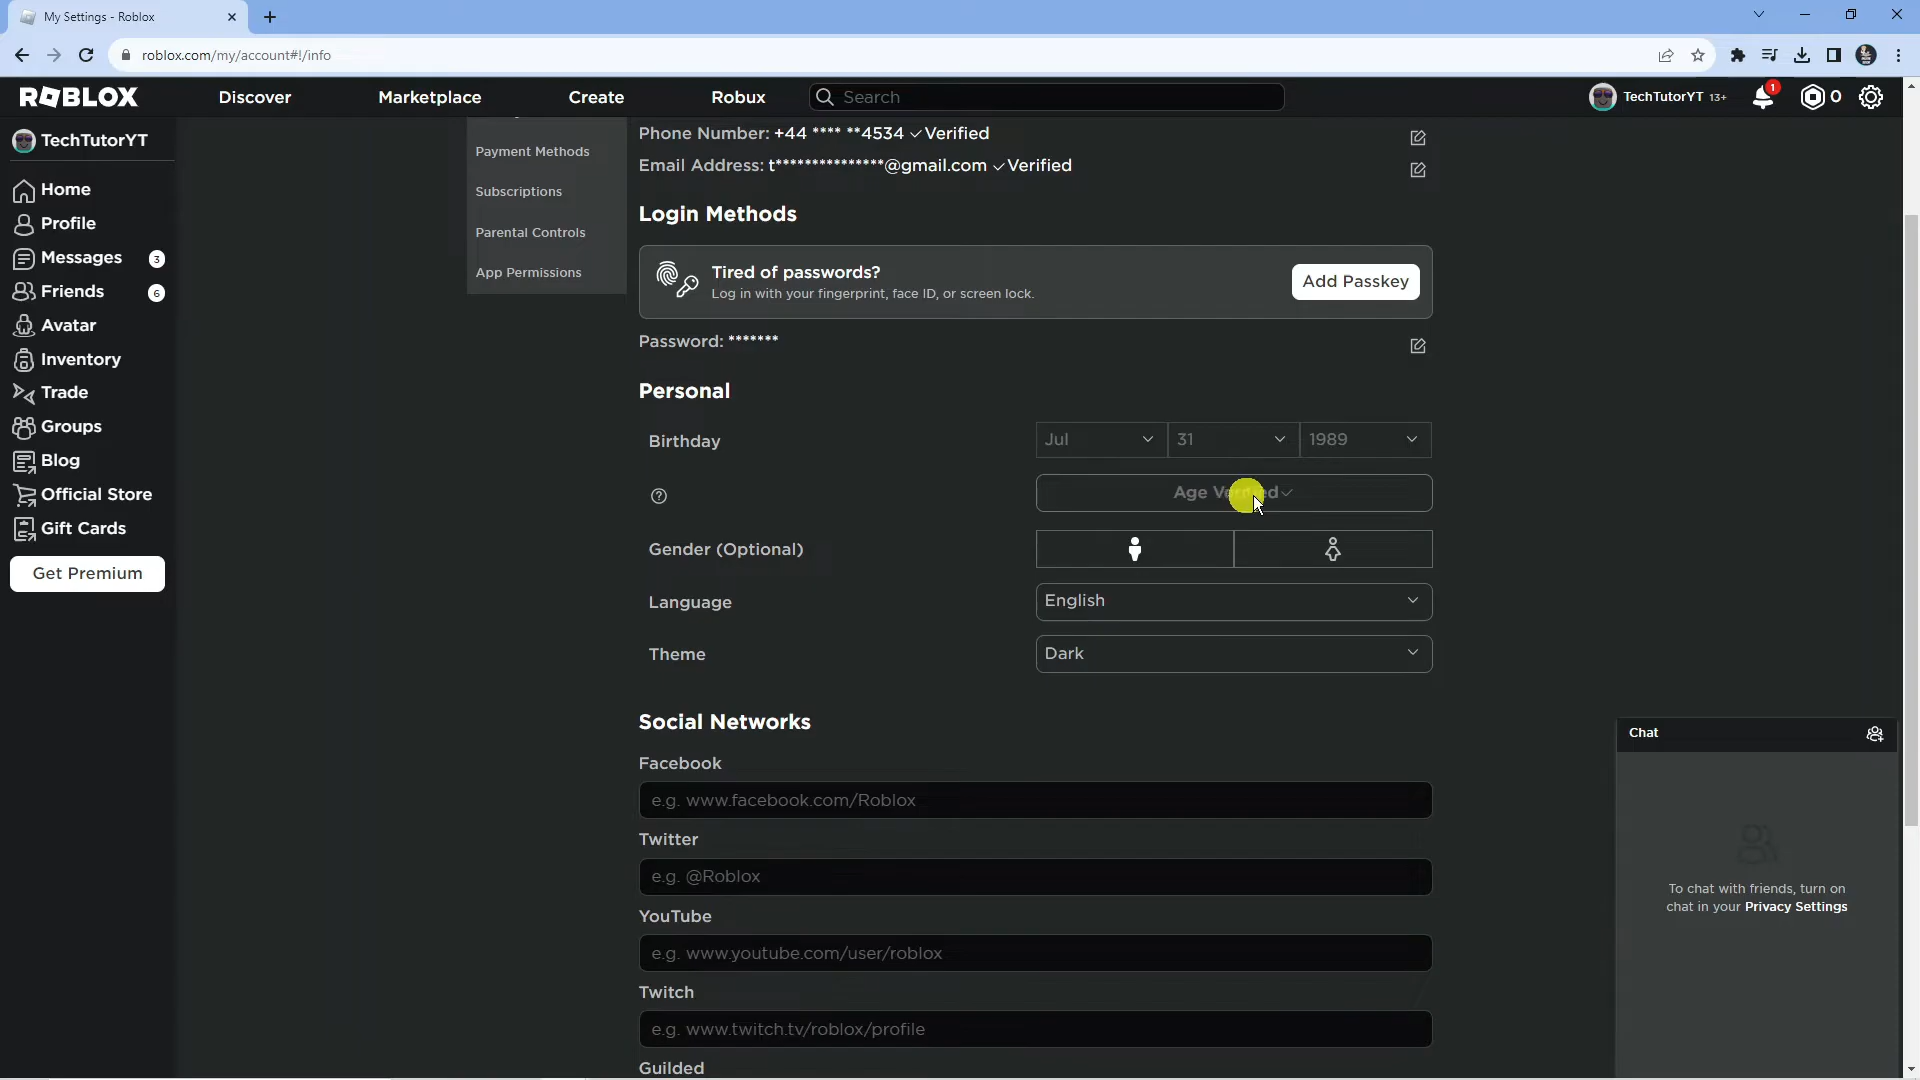 My Settings - Roblox
roblox.com/my/account#!/info
ROBLOX
Discover
Marketplace
Create
Robux
Search
TechTutorYT 13+
1
0
TechTutorYT
Home
Profile
Messages 3
Friends 6
Avatar
Inventory
Trade
Groups
Blog
Official Store
Gift Cards
Get Premium
Payment Methods
Subscriptions
Parental Controls
App Permissions
Phone Number: +44 **** **4534 ✓ Verified
Email Address: t***************@gmail.com ✓ Verified
Login Methods
Tired of passwords?
Log in with your fingerprint, face ID, or screen lock.
Add Passkey
Password: *******
Personal
Birthday
Jul 31 1989
Age Verified ✓
Gender (Optional)
Language
English
Theme
Dark
Social Networks
Facebook
e.g. www.facebook.com/Roblox
Twitter
e.g. @Roblox
YouTube
e.g. www.youtube.com/user/roblox
Twitch
e.g. www.twitch.tv/roblox/profile
Guilded
Chat
To chat with friends, turn on
chat in your Privacy Settings